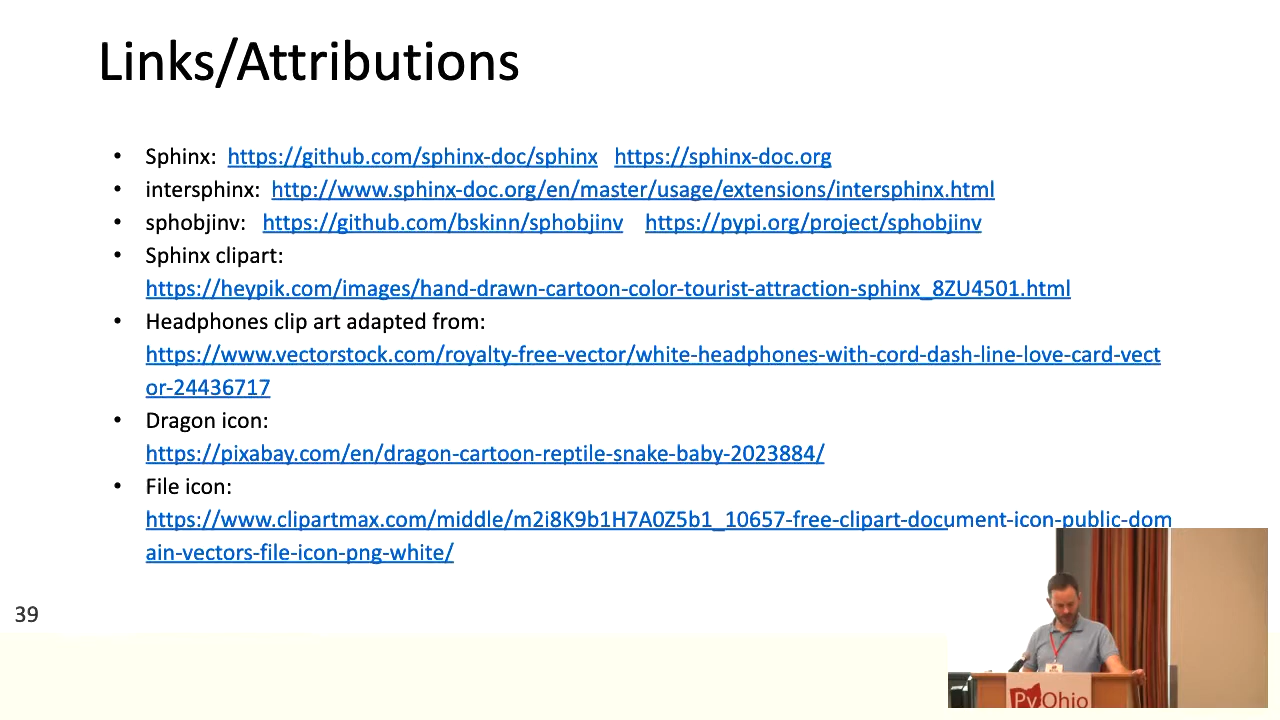 Links/Attributions
• Sphinx: https://github.com/sphinx-doc/sphinx https://sphinx-doc.org
• intersphinx: http://www.sphinx-doc.org/en/master/usage/extensions/intersphinx.html
• sphobjinv: https://github.com/bskinn/sphobjinv https://pypi.org/project/sphobjinv
• Sphinx clipart:
https://heypik.com/images/hand-drawn-cartoon-color-tourist-attraction-sphinx_8ZU4501.html
• Headphones clip art adapted from:
https://www.vectorstock.com/royalty-free-vector/white-headphones-with-cord-dash-line-love-card-vect
or-24436717
• Dragon icon:
https://pixabay.com/en/dragon-cartoon-reptile-snake-baby-2023884/
• File icon:
https://www.clipartmax.com/middle/m2i8K9b1H7A0Z5b1_10657-free-clipart-document-icon-public-dom
ain-vectors-file-icon-png-white/
39
PyOhio